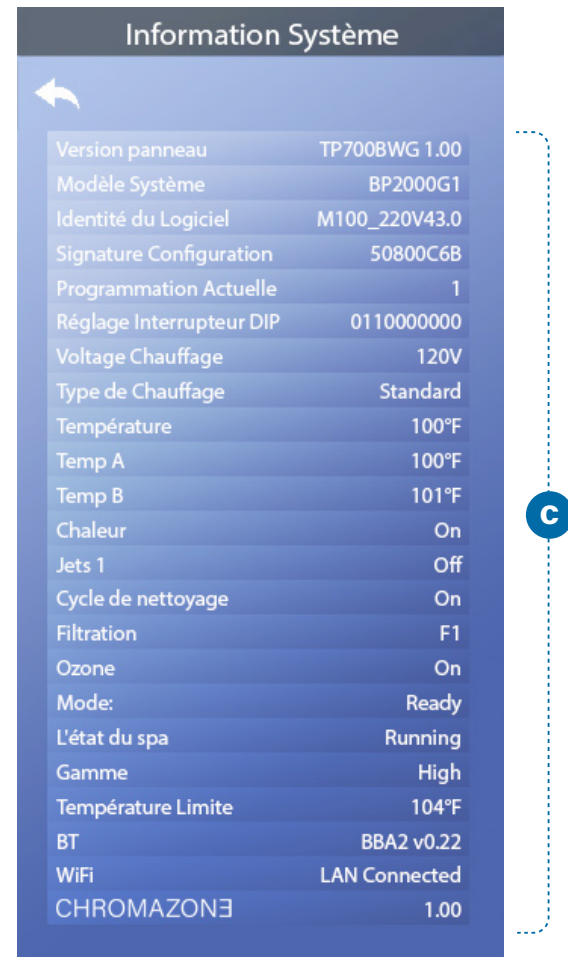 Information Système
Version panneau TP700BWG 1.00
Modèle Système BP2000G1
Identité du Logiciel M100_220V43.0
Signature Configuration 50800C6B
Programmation Actuelle 1
Réglage Interrupteur DIP 0110000000
Voltage Chauffage 120V
Type de Chauffage Standard
Température 100°F
Temp A 100°F
Temp B 101°F
Chaleur On
Jets 1 Off
Cycle de nettoyage On
Filtration F1
Ozone On
Mode: Ready
L'état du spa Running
Gamme High
Température Limite 104°F
BT BBA2 v0.22
WiFi LAN Connected
CHROMAZONƎ 1.00
C